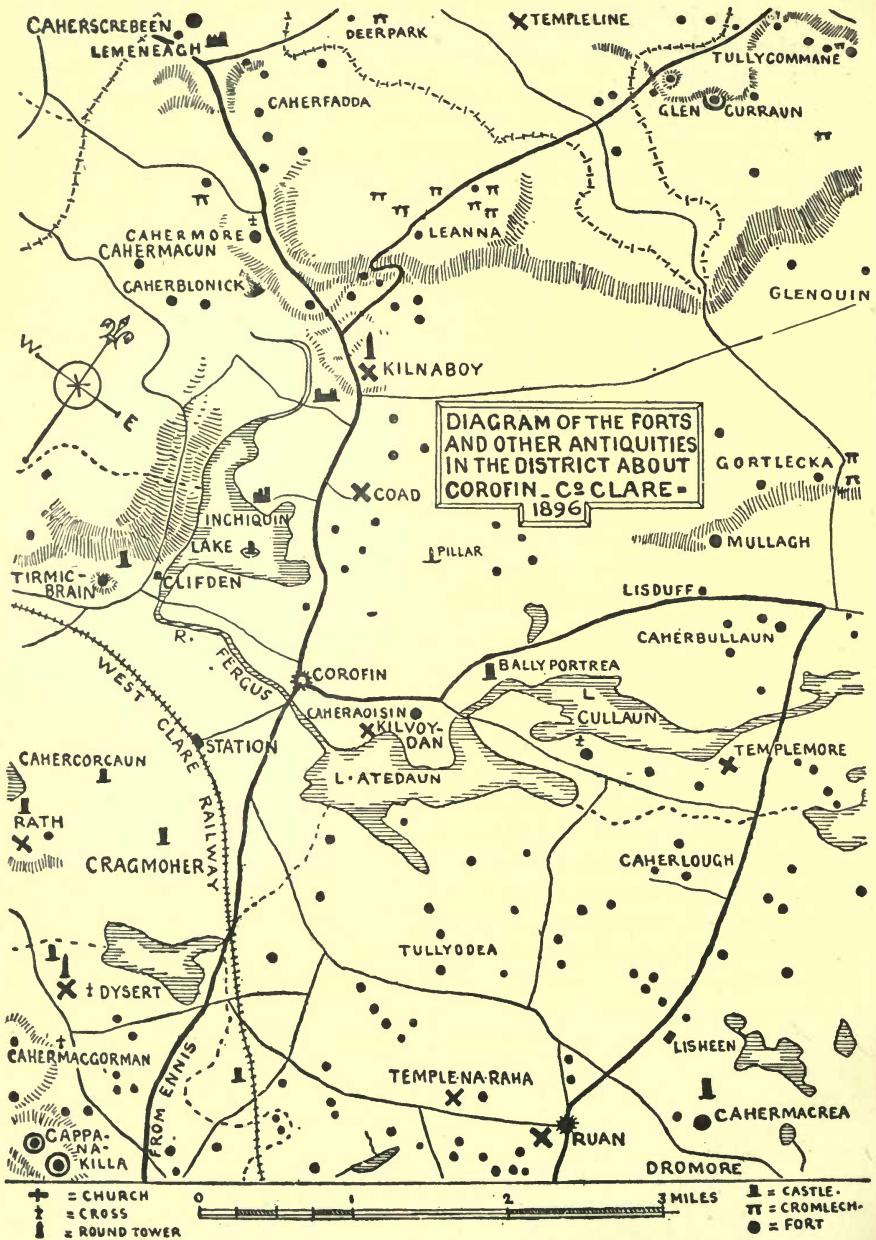 CAHERSCREBEEN
LEMENEAGH
DEERPARK
TEMPLELINE
TULLYCOMMANE
CAHERFADDA
GLEN CURRAUN
CAHERMORE
CAHERMACUN
LEANNA
CAHERBLONICK
GLENOUIN
W.
E
KILNABOY
DIAGRAM OF THE FORTS
AND OTHER ANTIQUITIES
IN THE DISTRICT ABOUT
COROFIN_ Cº CLARE=
1896
GORTLECKA
COAD
INCHIQUIN
LAKE
PILLAR
MULLAGH
TIRMIC-
BRAIN
CLIFDEN
LISDUFF
R. FERGUS
CAHERBULLAUN
WEST CLARE RAILWAY
COROFIN
BALLYPORTREA
CAHERAOISIN
KILVOY-
DAN
L
CULLAUN
STATION
TEMPLEMORE
CAHERCORCAUN
L. ATEDAUN
RATH
CRAGMOHER
CAHERLOUGH
TULLYODEA
DYSERT
LISHEEN
CAHERMACGORMAN
TEMPLE-NA-RAHA
CAHERMACREA
FROM ENNIS
CAPPA-
NA-
KILLA
RUAN
DROMORE
= CHURCH
= CROSS
= ROUND TOWER
0 1 2 3 MILES
= CASTLE.
= CROMLECH.
= FORT